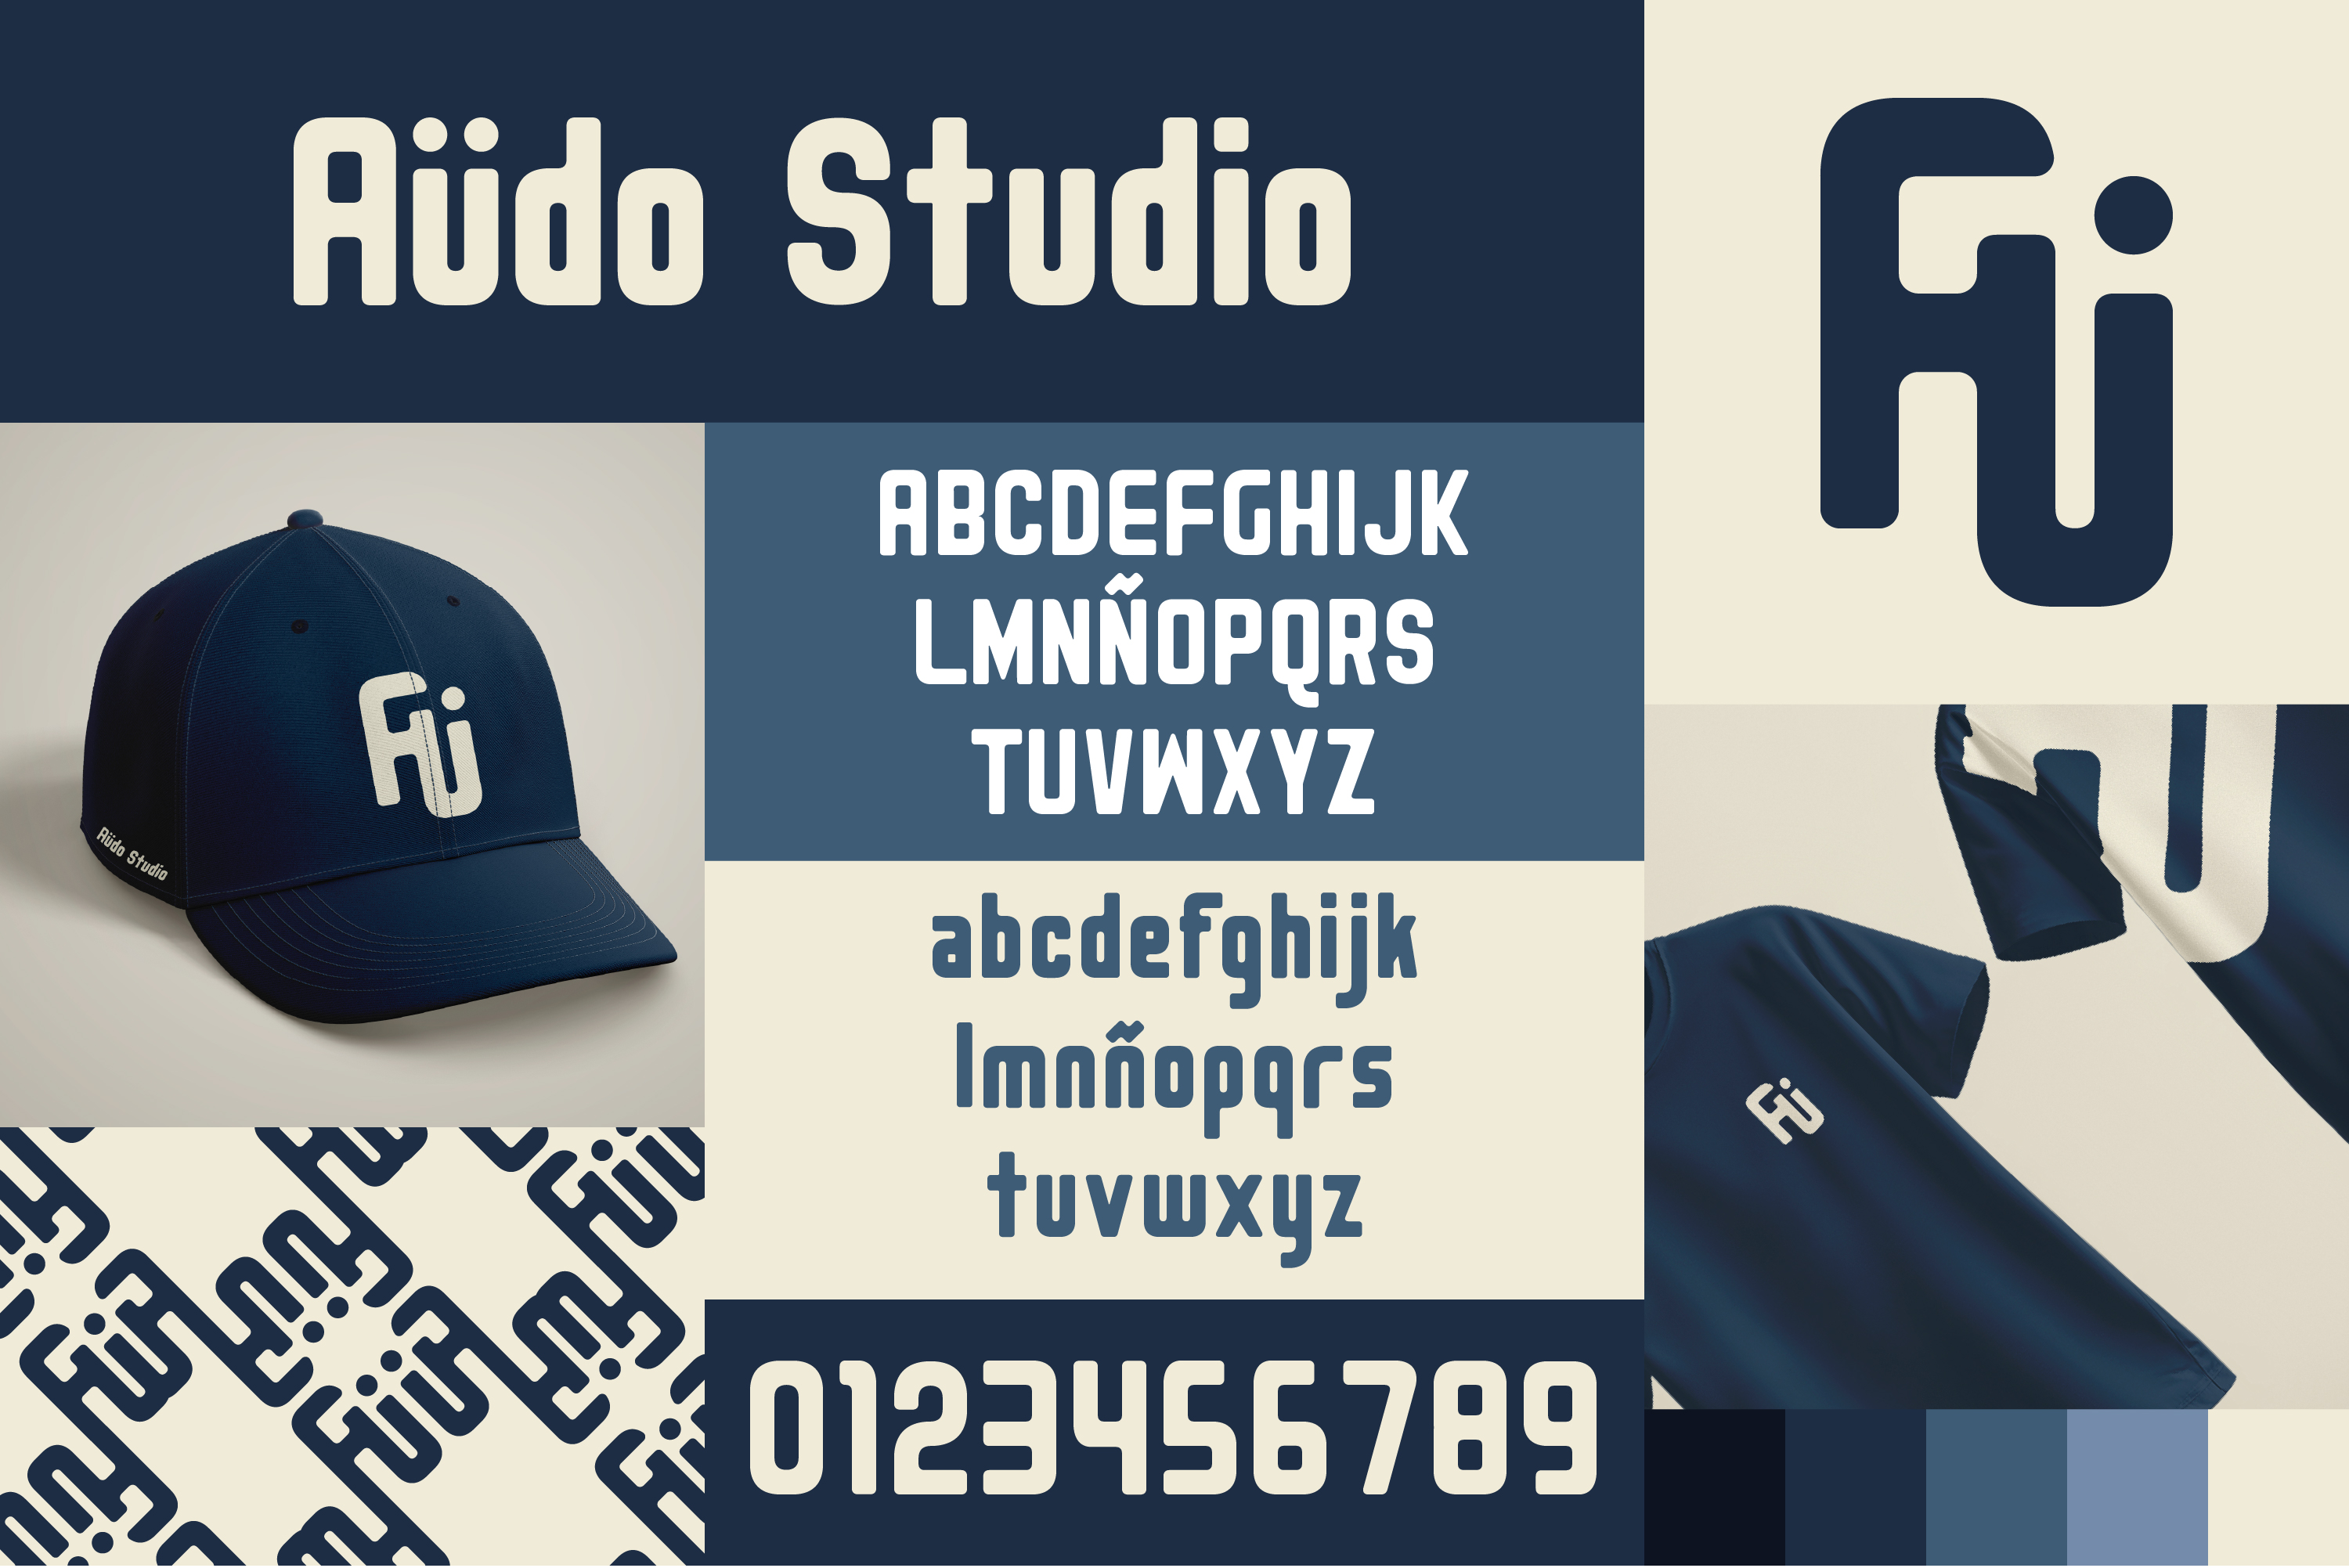 Aüdo Studio
ABCDEFGHIJK
LMNÑOPQRS
TUVWXYZ
Aüdo Studio
abcdefghijk
lmnñopqrs
tuvwxyz
0123456789